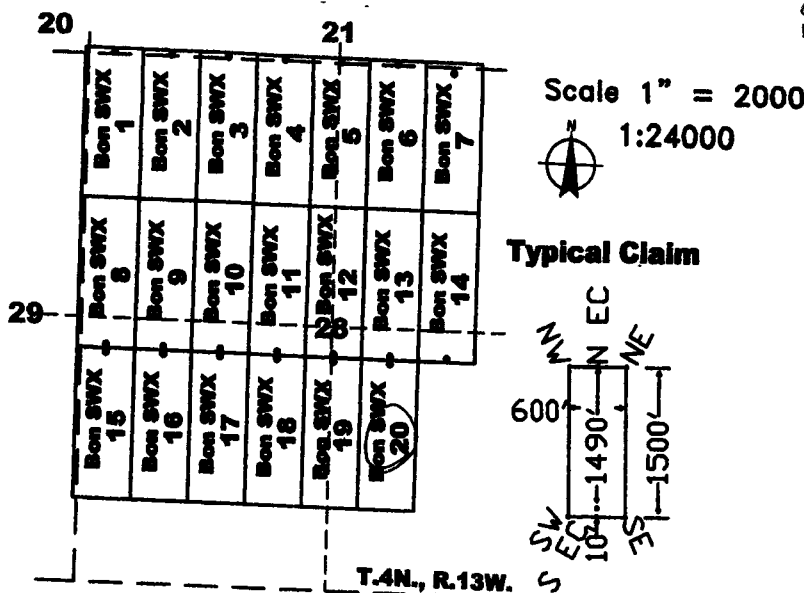 20
21
Scale 1" = 2000
1:24000
N
Bon SWX 1
Bon SWX 2
Bon SWX 3
Bon SWX 4
Bon SWX 5
Bon SWX 6
Bon SWX 7
Typical Claim
Bon SWX 8
Bon SWX 9
Bon SWX 10
Bon SWX 11
Bon SWX 12
Bon SWX 13
Bon SWX 14
29
28
NW
N EC
NE
600'
1490'
1500'
10'
SW
S EC
SE
Bon SWX 15
Bon SWX 16
Bon SWX 17
Bon SWX 18
Bon SWX 19
Bon SWX 20
T.4N., R.13W.